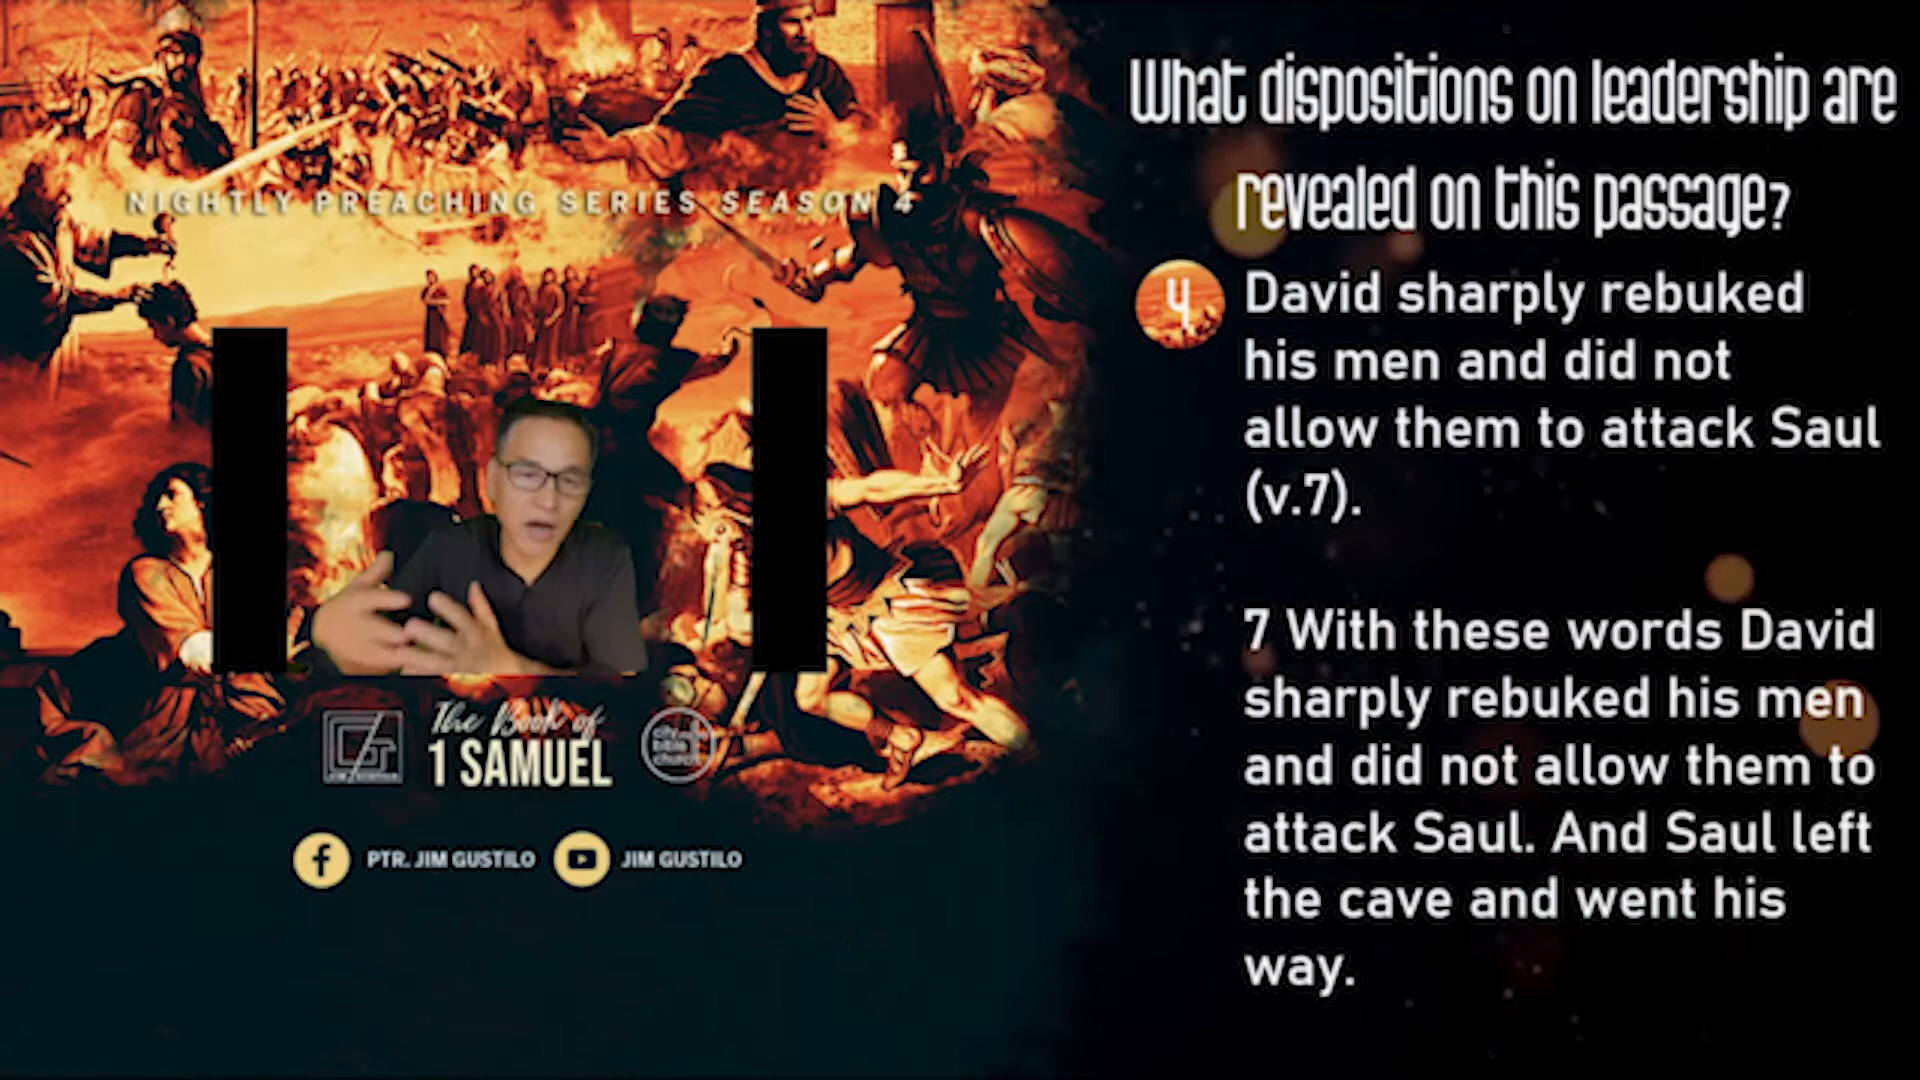 NIGHTLY PREACHING SERIES SEASON 4
The Book of
1 SAMUEL
city
bible
church
PTR. JIM GUSTILO
JIM GUSTILO
What dispositions on leadership are
revealed on this passage?
4
David sharply rebuked
his men and did not
allow them to attack Saul
(v.7).
7 With these words David
sharply rebuked his men
and did not allow them to
attack Saul. And Saul left
the cave and went his
way.